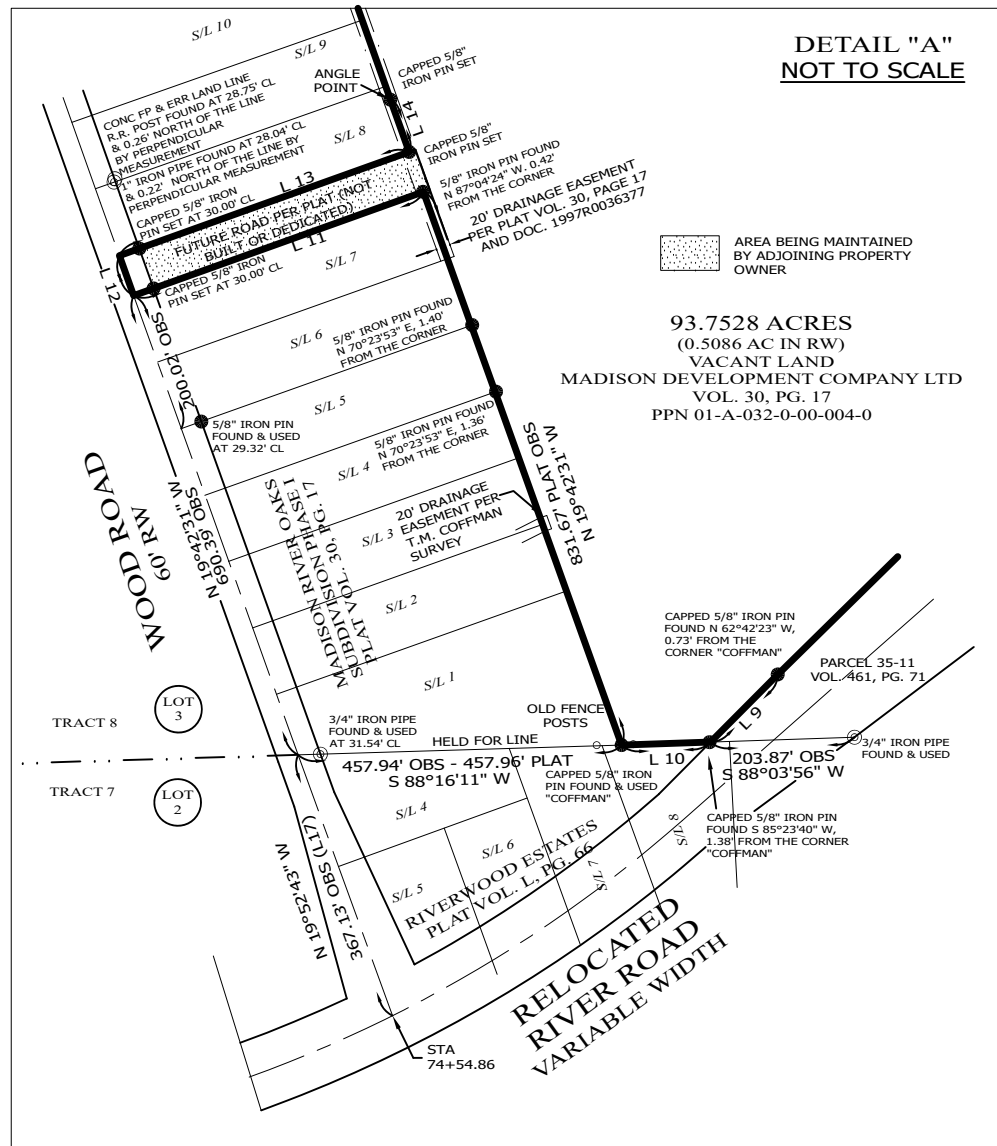 DETAIL "A"
NOT TO SCALE
S/L 10
S/L 9
ANGLE
POINT
CAPPED 5/8"
IRON PIN SET
CONC FP & ERR LAND LINE
R.R. POST FOUND AT 28.75' CL
& 0.26' NORTH OF THE LINE
BY PERPENDICULAR
MEASUREMENT
L 14
S/L 8
CAPPED 5/8"
IRON PIN SET
1" IRON PIPE FOUND AT 28.04' CL
& 0.22' NORTH OF THE LINE BY
PERPENDICULAR MEASUREMENT
5/8" IRON PIN FOUND
N 87°04'24" W. 0.42'
FROM THE CORNER
L 13
CAPPED 5/8" IRON
PIN SET AT 30.00' CL
20' DRAINAGE EASEMENT
PER PLAT VOL. 30, PAGE 17
AND DOC. 1997R0036377
FUTURE ROAD PER PLAT (NOT
BUILT OR DEDICATED)
L 11
AREA BEING MAINTAINED
BY ADJOINING PROPERTY
OWNER
L 12
CAPPED 5/8" IRON
PIN SET AT 30.00' CL
S/L 7
93.7528 ACRES
(0.5086 AC IN RW)
VACANT LAND
MADISON DEVELOPMENT COMPANY LTD
VOL. 30, PG. 17
PPN 01-A-032-0-00-004-0
200.02' OBS
S/L 6
5/8" IRON PIN FOUND
N 70°23'53" E, 1.40'
FROM THE CORNER
S/L 5
5/8" IRON PIN
FOUND & USED
AT 29.32' CL
5/8" IRON PIN FOUND
N 70°23'53" E, 1.36'
FROM THE CORNER
S/L 4
WOOD ROAD
60' RW
N 19°42'31" W
690.39' OBS
MADISON RIVER OAKS
SUBDIVISION PHASE I
PLAT VOL. 30, PG. 17
S/L 3
20' DRAINAGE
EASEMENT PER
T.M. COFFMAN
SURVEY
831.67' PLAT OBS
N 19°42'31" W
S/L 2
CAPPED 5/8" IRON PIN
FOUND N 62°42'23" W,
0.73' FROM THE
CORNER "COFFMAN"
PARCEL 35-11
VOL. 461, PG. 71
S/L 1
LOT
3
TRACT 8
3/4" IRON PIPE
FOUND & USED
AT 31.54' CL
OLD FENCE
POSTS
L 9
HELD FOR LINE
457.94' OBS - 457.96' PLAT
S 88°16'11" W
L 10
203.87' OBS
S 88°03'56" W
3/4" IRON PIPE
FOUND & USED
TRACT 7
LOT
2
CAPPED 5/8" IRON
PIN FOUND & USED
"COFFMAN"
CAPPED 5/8" IRON PIN
FOUND S 85°23'40" W,
1.38' FROM THE CORNER
"COFFMAN"
S/L 4
S/L 6
S/L 5
S/L 7
S/L 8
RIVERWOOD ESTATES
PLAT VOL. L, PG. 66
N 19°52'43" W
367.13' OBS (L17)
RELOCATED
RIVER ROAD
VARIABLE WIDTH
STA
74+54.86